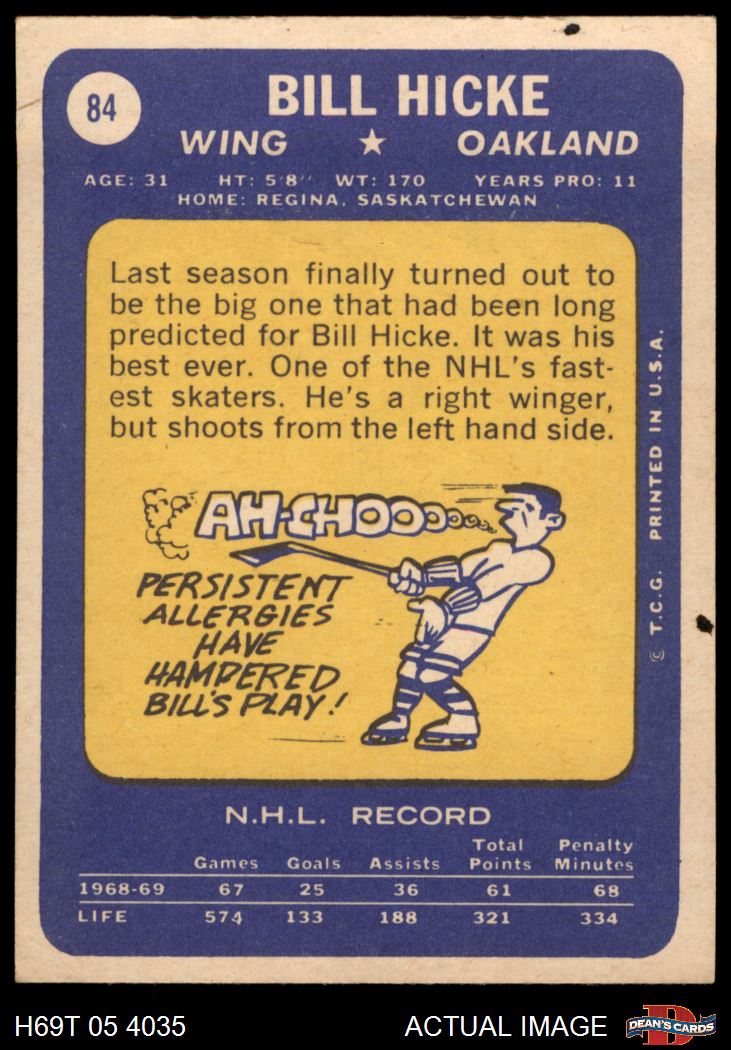 84
BILL HICKE
WING ★ OAKLAND
AGE: 31 HT: 5'8" WT: 170 YEARS PRO: 11
HOME: REGINA, SASKATCHEWAN
Last season finally turned out to
be the big one that had been long
predicted for Bill Hicke. It was his
best ever. One of the NHL's fast-
est skaters. He's a right winger,
but shoots from the left hand side.
AH-CHOOOOOOOO
PERSISTENT
ALLERGIES
HAVE
HAMPERED
BILL'S PLAY!
© T.C.G. PRINTED IN U.S.A.
N.H.L. RECORD
Games Goals Assists Total Points Penalty Minutes
1968-69 67 25 36 61 68
LIFE 574 133 188 321 334
H69T 05 4035 ACTUAL IMAGE
D
DEAN'S CARDS